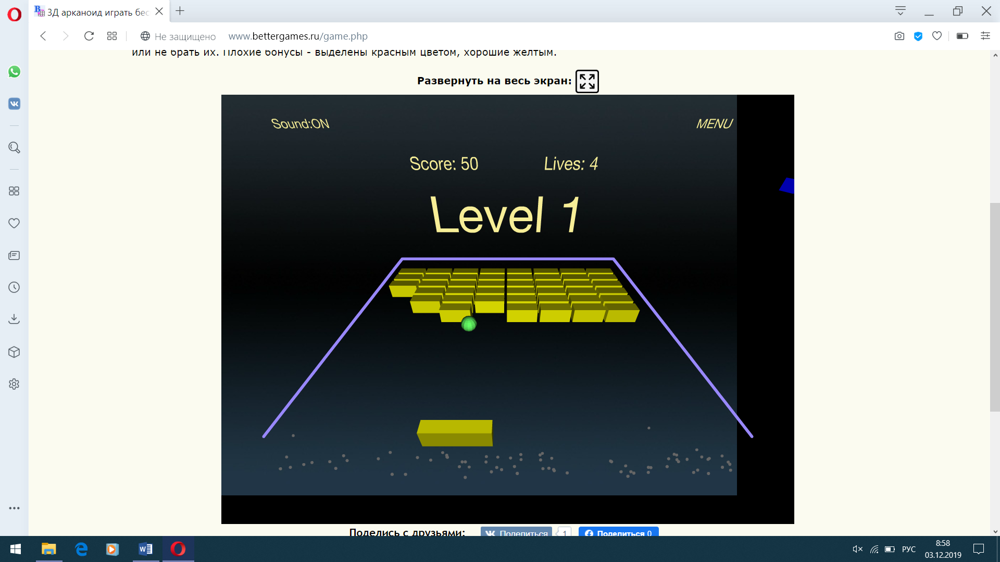 3Д арканоид играть бес
Не защищено www.bettergames.ru/game.php
или не брать их. Плохие бонусы - выделены красным цветом, хорошие желтым.
Развернуть на весь экран:
Sound:ON
MENU
Score: 50
Lives: 4
Level 1
Поделись с друзьями:
Поделиться
1
Поделиться 0
РУС
8:58
03.12.2019